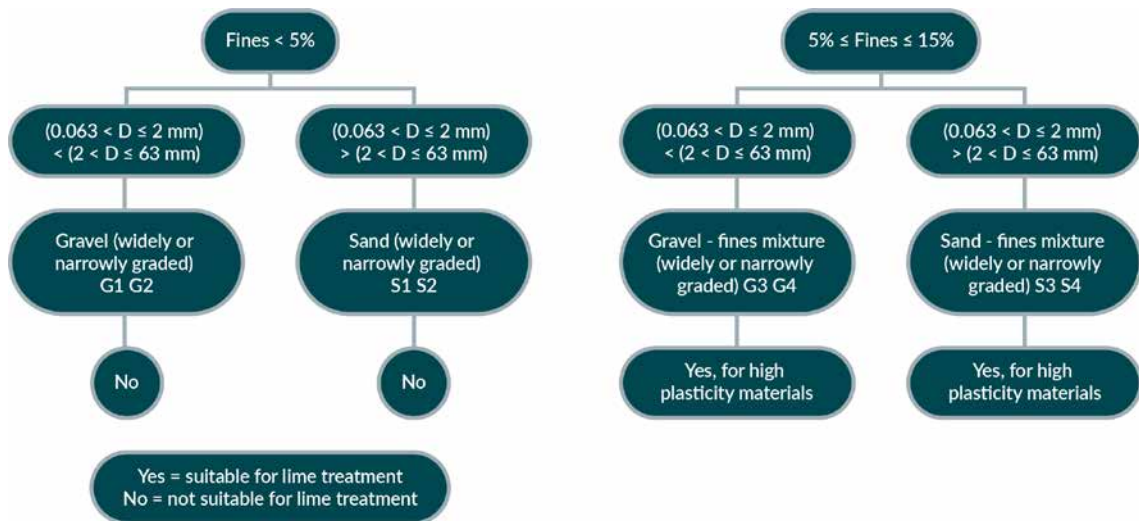 Fines < 5%
(0.063 < D ≤ 2 mm)
< (2 < D ≤ 63 mm)
(0.063 < D ≤ 2 mm)
> (2 < D ≤ 63 mm)
Gravel (widely or
narrowly graded)
G1 G2
Sand (widely or
narrowly graded)
S1 S2
No
No
5% ≤ Fines ≤ 15%
(0.063 < D ≤ 2 mm)
< (2 < D ≤ 63 mm)
(0.063 < D ≤ 2 mm)
> (2 < D ≤ 63 mm)
Gravel - fines mixture
(widely or narrowly
graded) G3 G4
Sand - fines mixture
(widely or narrowly
graded) S3 S4
Yes, for high
plasticity materials
Yes, for high
plasticity materials
Yes = suitable for lime treatment
No = not suitable for lime treatment